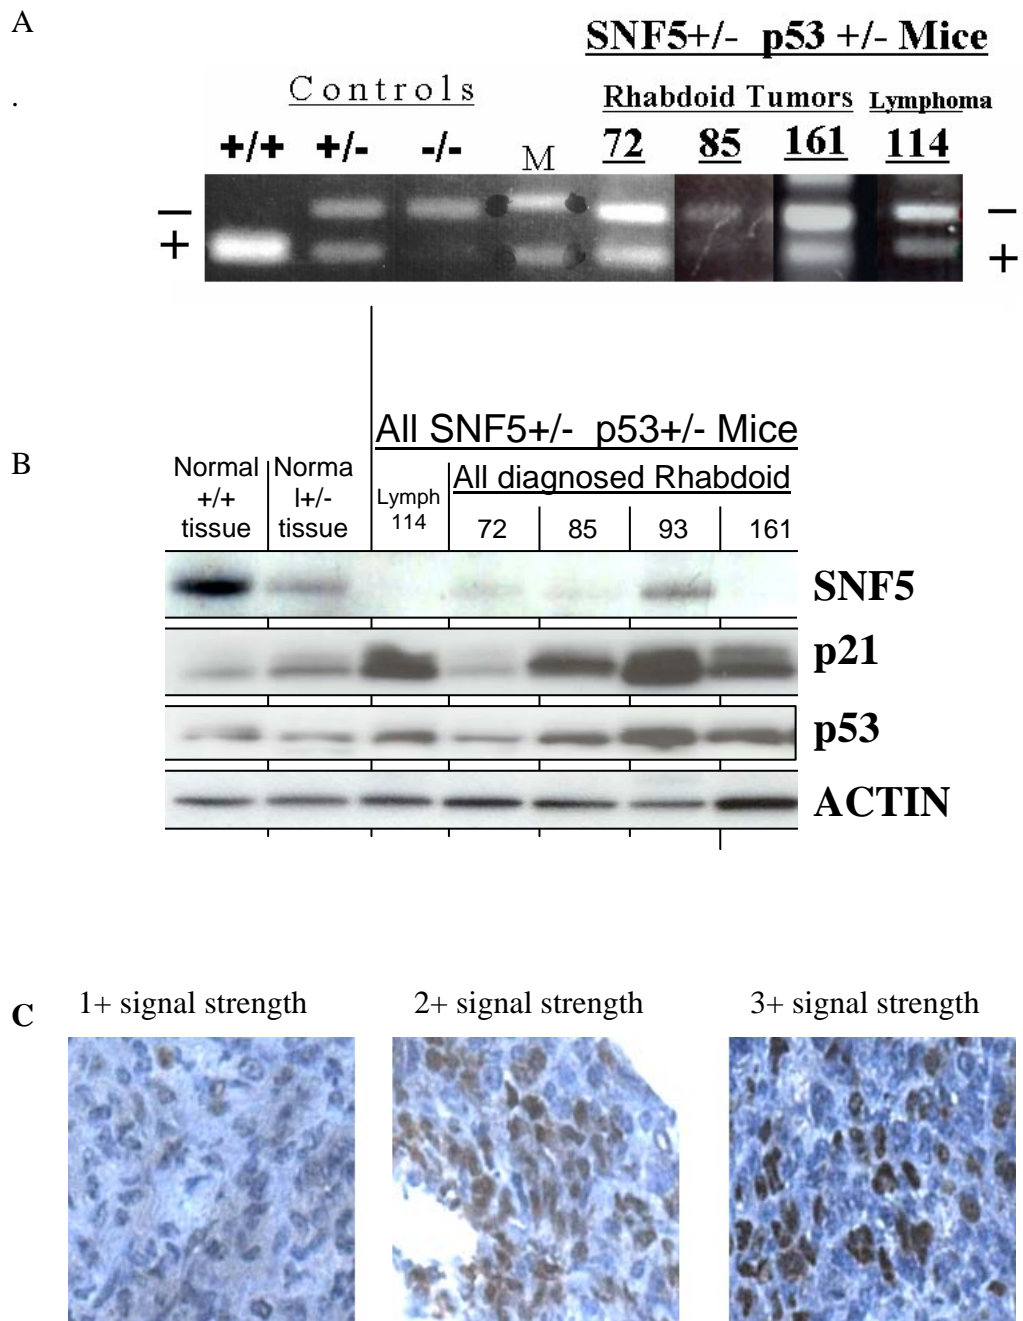 A
SNF5+/- p53 +/- Mice
.
Controls
Rhabdoid Tumors Lymphoma
+/+ +/- -/- M 72 85 161 114
– –
+ +
All SNF5+/- p53+/- Mice
B
Normal +/+ tissue
Norma l+/- tissue
Lymph 114
All diagnosed Rhabdoid
72 85 93 161
SNF5
p21
p53
ACTIN
C 1+ signal strength 2+ signal strength 3+ signal strength